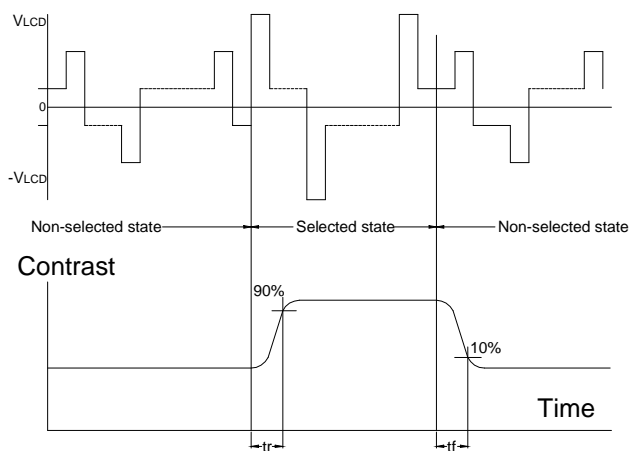 VLCD
0
-VLCD
Non-selected state
Selected state
Non-selected state
Contrast
90%
10%
Time
tr
tf